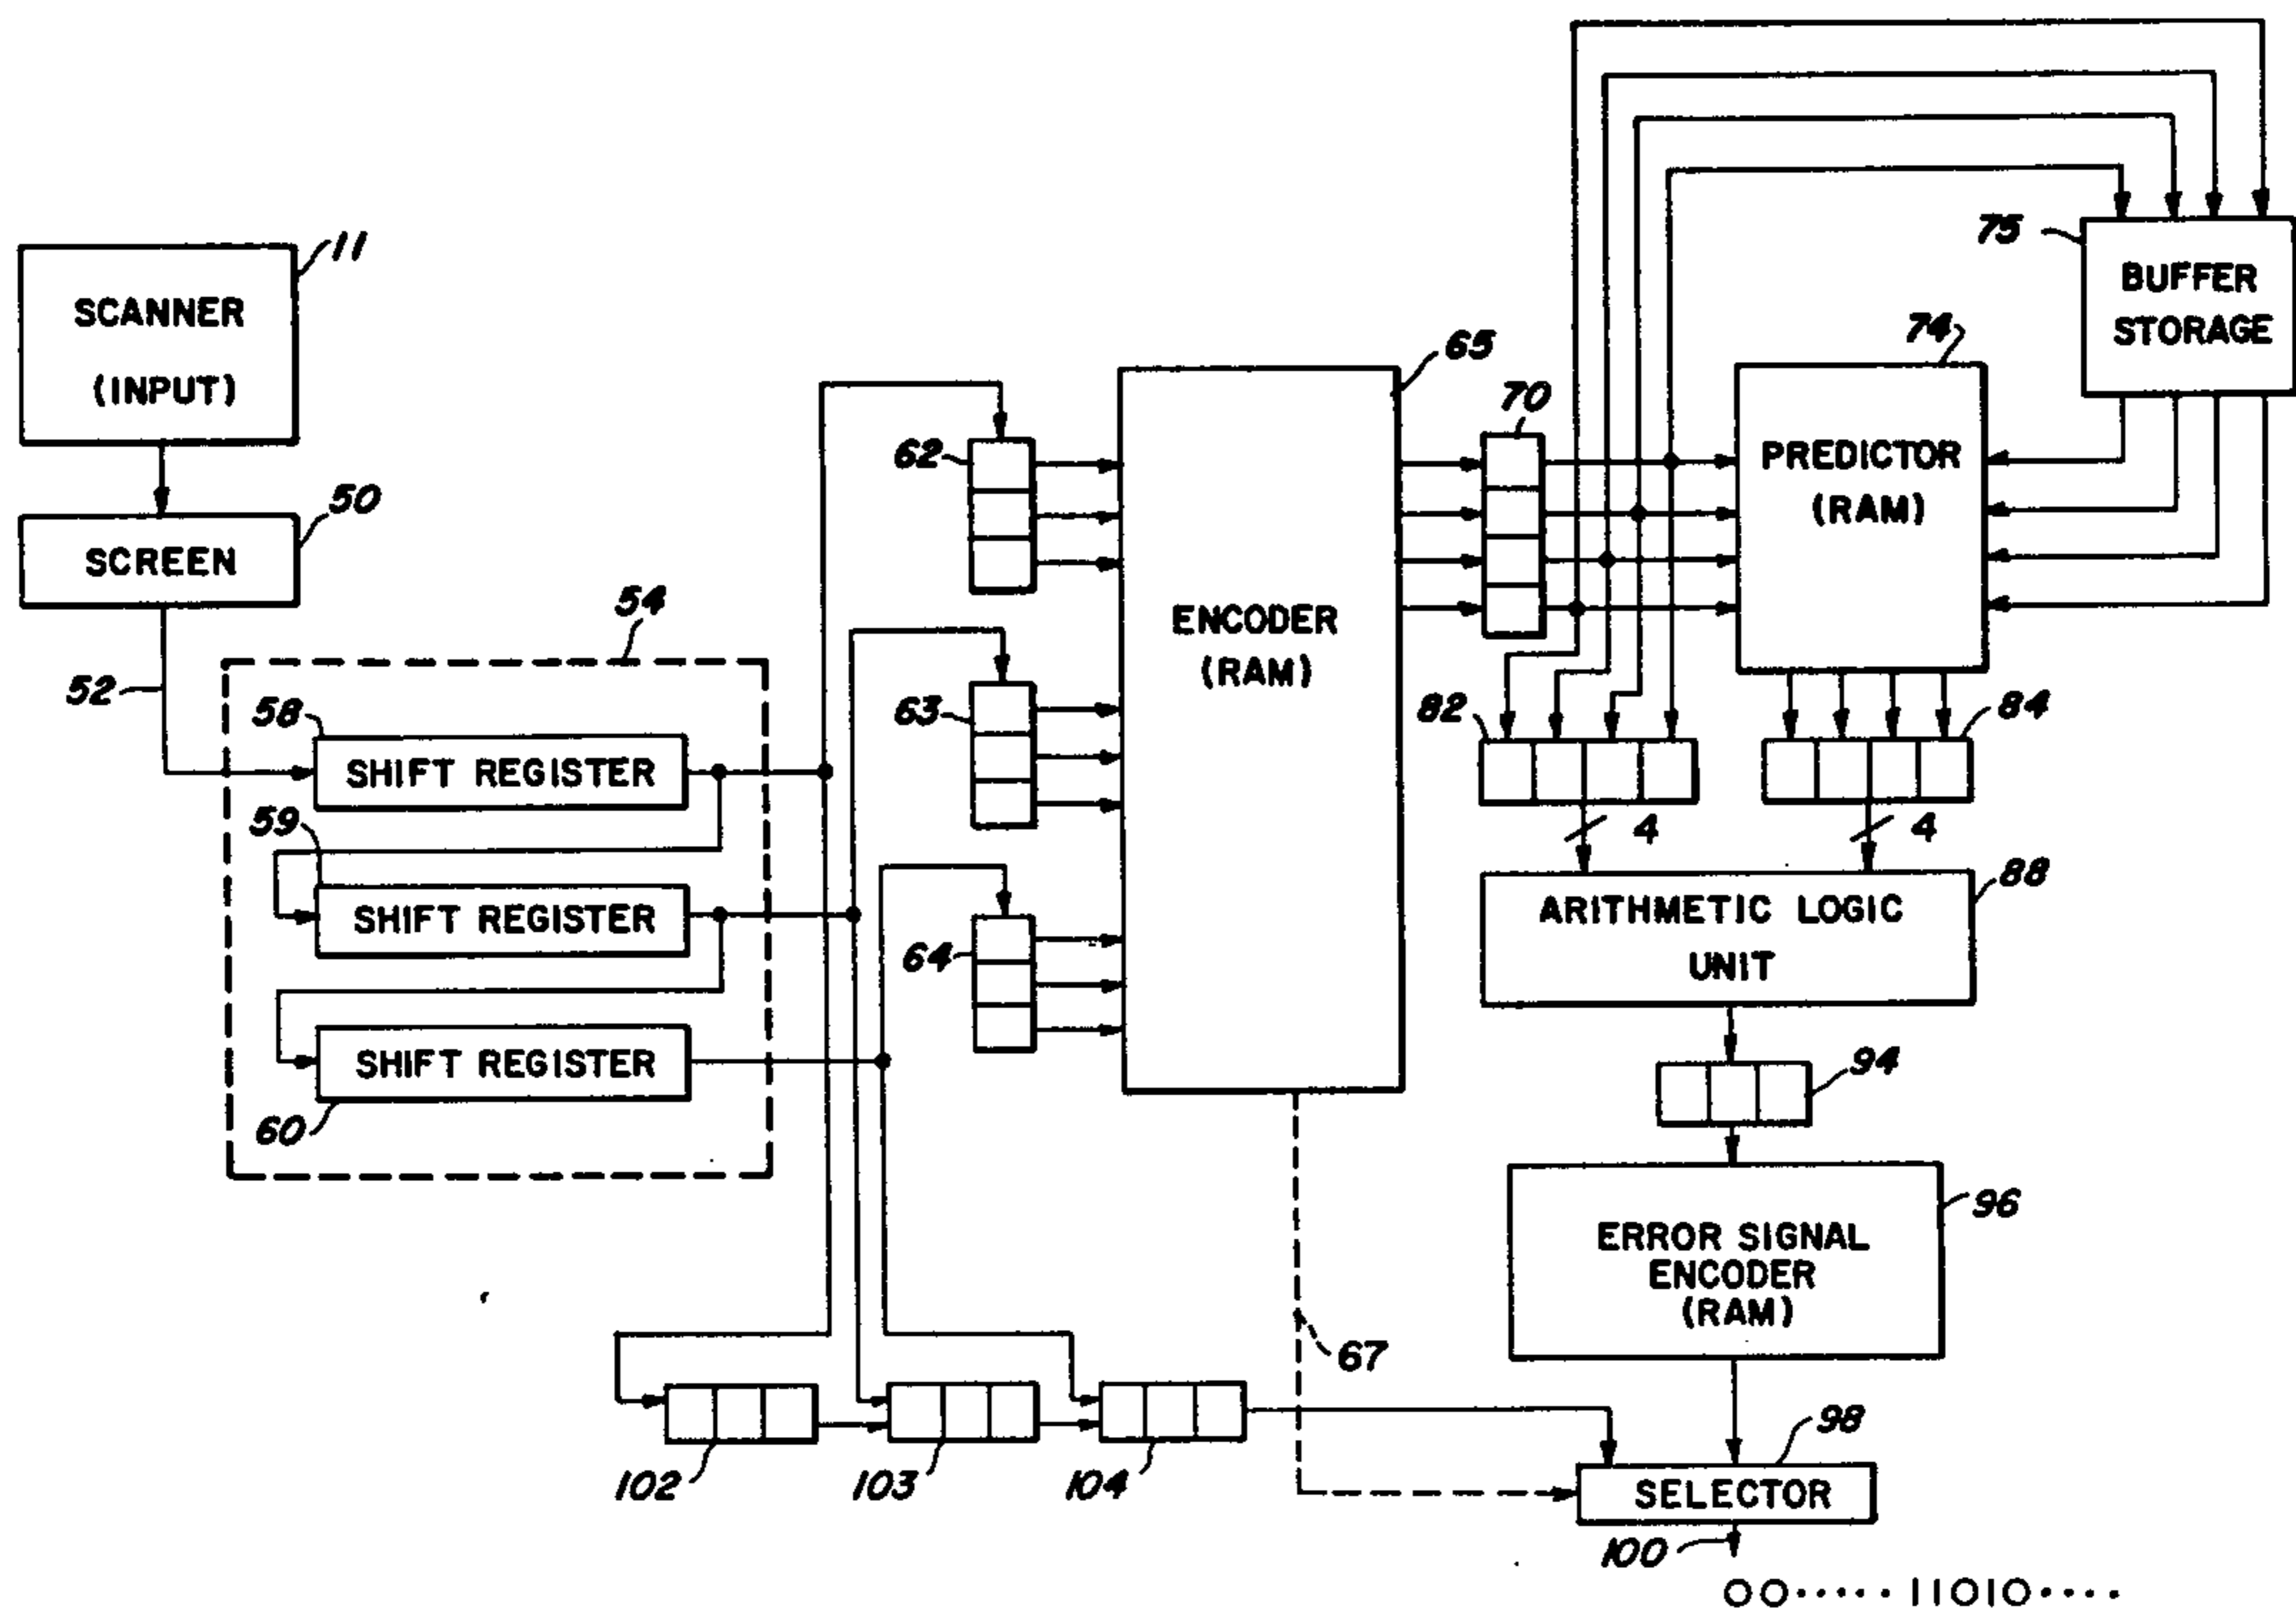 11
SCANNER
(INPUT)
50
SCREEN
52
54
58
SHIFT REGISTER
59
SHIFT REGISTER
SHIFT REGISTER
60
62
63
64
65
ENCODER
(RAM)
67
70
74
PREDICTOR
(RAM)
75
BUFFER
STORAGE
82
84
4
4
88
ARITHMETIC LOGIC
UNIT
94
96
ERROR SIGNAL
ENCODER
(RAM)
98
SELECTOR
100
102
103
104
00.....11010....